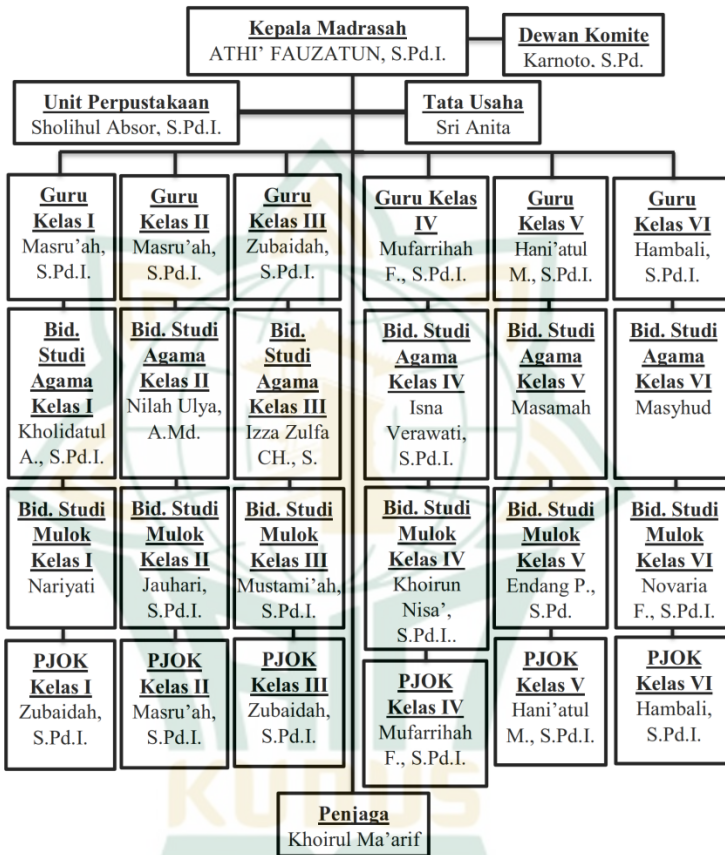 Kepala Madrasah
ATHI’ FAUZATUN, S.Pd.I.
Dewan Komite
Karnoto. S.Pd.
Unit Perpustakaan
Sholihul Absor, S.Pd.I.
Tata Usaha
Sri Anita
Guru
Kelas I
Masru’ah,
S.Pd.I.
Guru
Kelas II
Masru’ah,
S.Pd.I.
Guru
Kelas III
Zubaidah,
S.Pd.I.
Guru Kelas
IV
Mufarrihah
F., S.Pd.I.
Guru
Kelas V
Hani’atul
M., S.Pd.I.
Guru
Kelas VI
Hambali,
S.Pd.I.
Bid.
Studi
Agama
Kelas I
Kholidatul
A., S.Pd.I.
Bid. Studi
Agama
Kelas II
Nilah Ulya,
A.Md.
Bid.
Studi
Agama
Kelas III
Izza Zulfa
CH., S.
Bid. Studi
Agama
Kelas IV
Isna
Verawati,
S.Pd.I.
Bid. Studi
Agama
Kelas V
Masamah
Bid. Studi
Agama
Kelas VI
Masyhud
Bid. Studi
Mulok
Kelas I
Nariyati
Bid. Studi
Mulok
Kelas II
Jauhari,
S.Pd.I.
Bid. Studi
Mulok
Kelas III
Mustami’ah,
S.Pd.I.
Bid. Studi
Mulok
Kelas IV
Khoirun
Nisa’,
S.Pd.I..
Bid. Studi
Mulok
Kelas V
Endang P.,
S.Pd.
Bid. Studi
Mulok
Kelas VI
Novaria
F., S.Pd.I.
PJOK
Kelas I
Zubaidah,
S.Pd.I.
PJOK
Kelas II
Masru’ah,
S.Pd.I.
PJOK
Kelas III
Zubaidah,
S.Pd.I.
PJOK
Kelas IV
Mufarrihah
F., S.Pd.I.
PJOK
Kelas V
Hani’atul
M., S.Pd.I.
PJOK
Kelas VI
Hambali,
S.Pd.I.
KUDUS
Penjaga
Khoirul Ma’arif